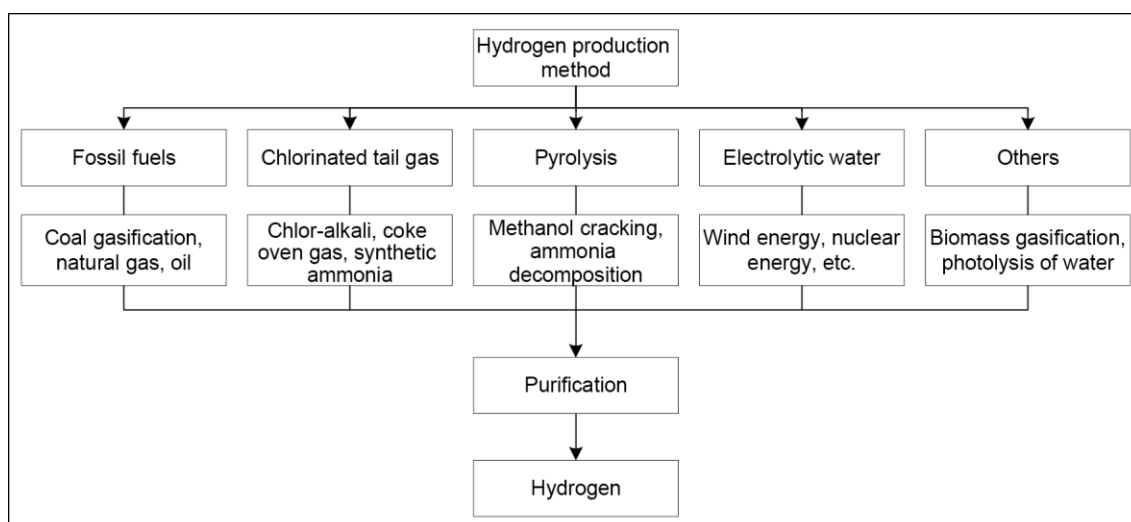 Hydrogen production
method
Fossil fuels
Chlorinated tail gas
Pyrolysis
Electrolytic water
Others
Coal gasification,
natural gas, oil
Chlor-alkali, coke
oven gas, synthetic
ammonia
Methanol cracking,
ammonia
decomposition
Wind energy, nuclear
energy, etc.
Biomass gasification,
photolysis of water
Purification
Hydrogen